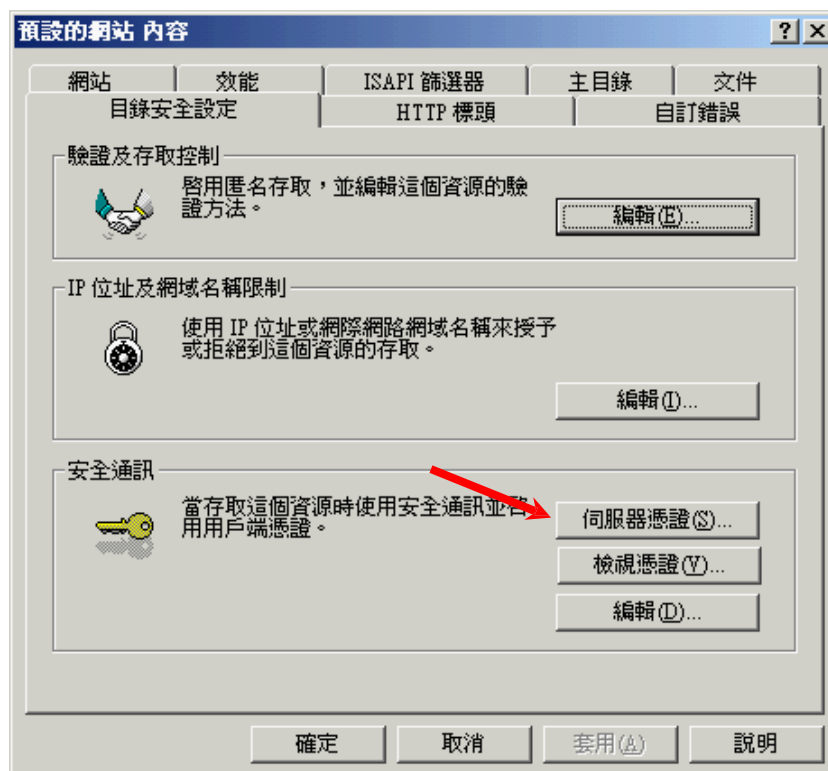 預設的網站 內容
網站
效能
ISAPI 篩選器
主目錄
文件
目錄安全設定
HTTP 標頭
自訂錯誤
驗證及存取控制
啓用匿名存取，並編輯這個資源的驗
證方法。
編輯(E)...
IP 位址及網域名稱限制
使用 IP 位址或網際網路網域名稱來授予
或拒絕到這個資源的存取。
編輯(I)...
安全通訊
當存取這個資源時使用安全通訊並啓
用用戶端憑證。
伺服器憑證(S)...
檢視憑證(V)...
編輯(D)...
確定
取消
套用(A)
說明